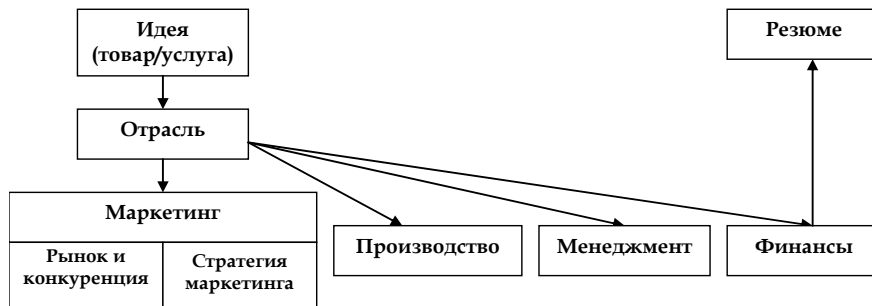 Идея
(товар/услуга)
Резюме
Отрасль
Маркетинг
Рынок и
конкуренция
Стратегия
маркетинга
Производство
Менеджмент
Финансы